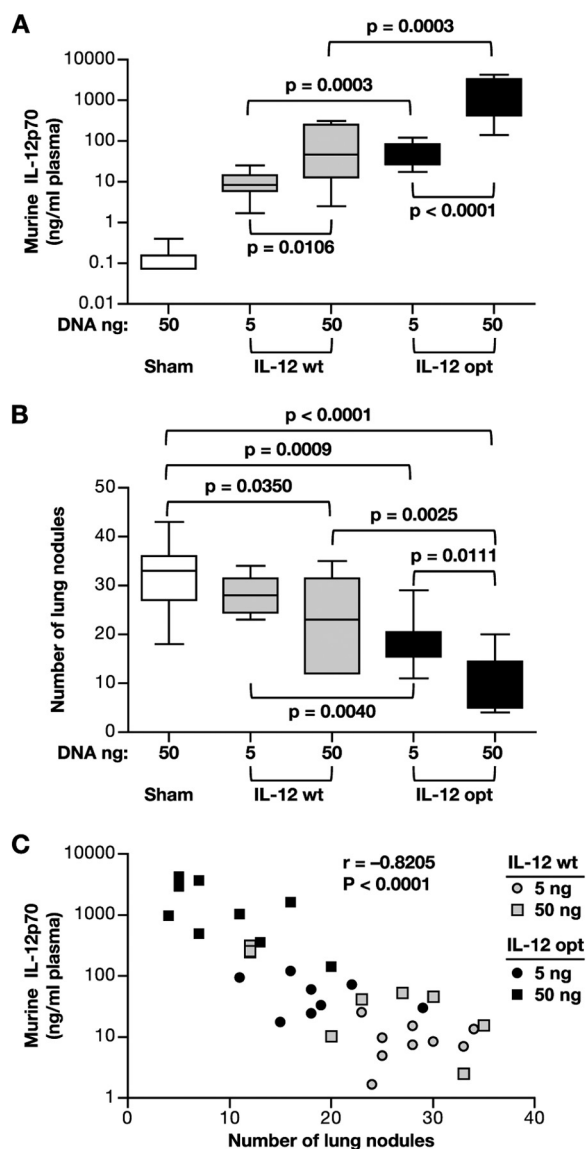 A
p = 0.0003
p = 0.0003
Murine IL-12p70
(ng/ml plasma)
10000
1000
100
10
1
0.1
0.01
p = 0.0106
p < 0.0001
DNA ng: 50 5 50 5 50
Sham IL-12 wt IL-12 opt
B
p < 0.0001
p = 0.0009
p = 0.0350
p = 0.0025
p = 0.0111
Number of lung nodules
50
40
30
20
10
0
p = 0.0040
DNA ng: 50 5 50 5 50
Sham IL-12 wt IL-12 opt
C
Murine IL-12p70
(ng/ml plasma)
10000
1000
100
10
1
r = –0.8205
P < 0.0001
IL-12 wt
5 ng
50 ng
IL-12 opt
5 ng
50 ng
0 10 20 30 40
Number of lung nodules